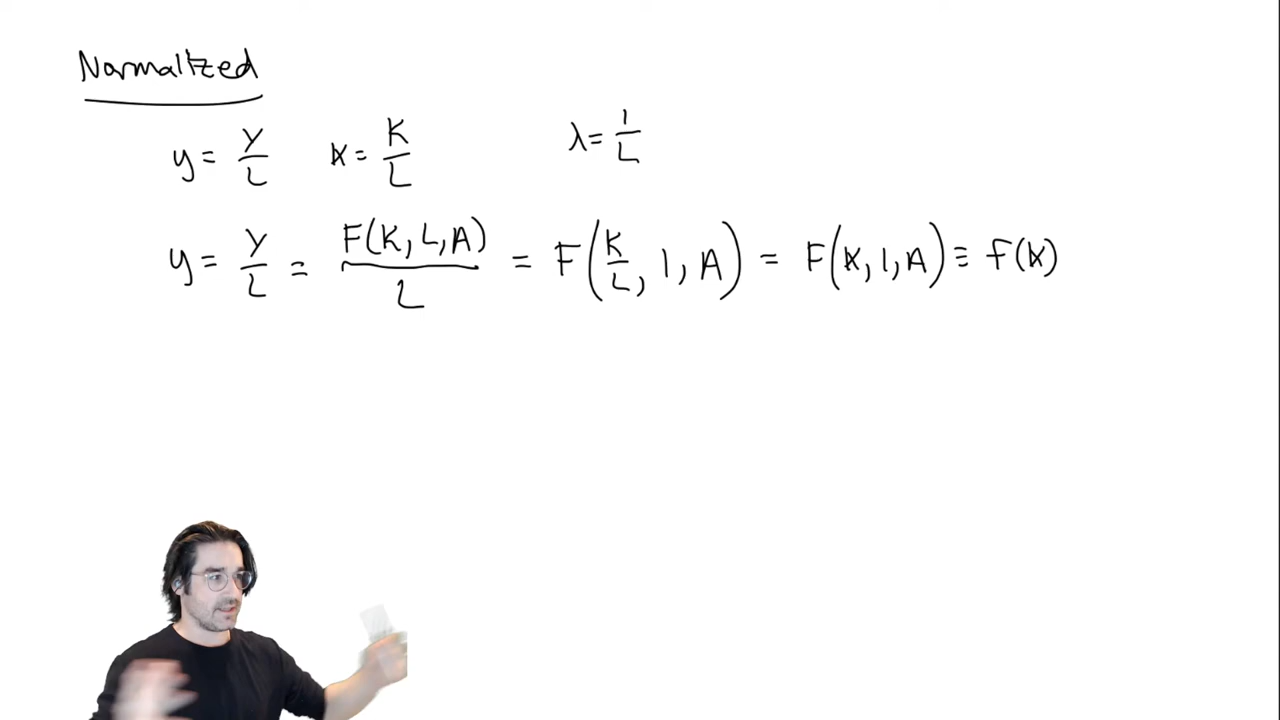 Normalized
y = Y/L k = K/L λ = 1/L
y = Y/L = F(K, L, A)/L = F(K/L, 1, A) = F(k, 1, A) ≡ f(k)